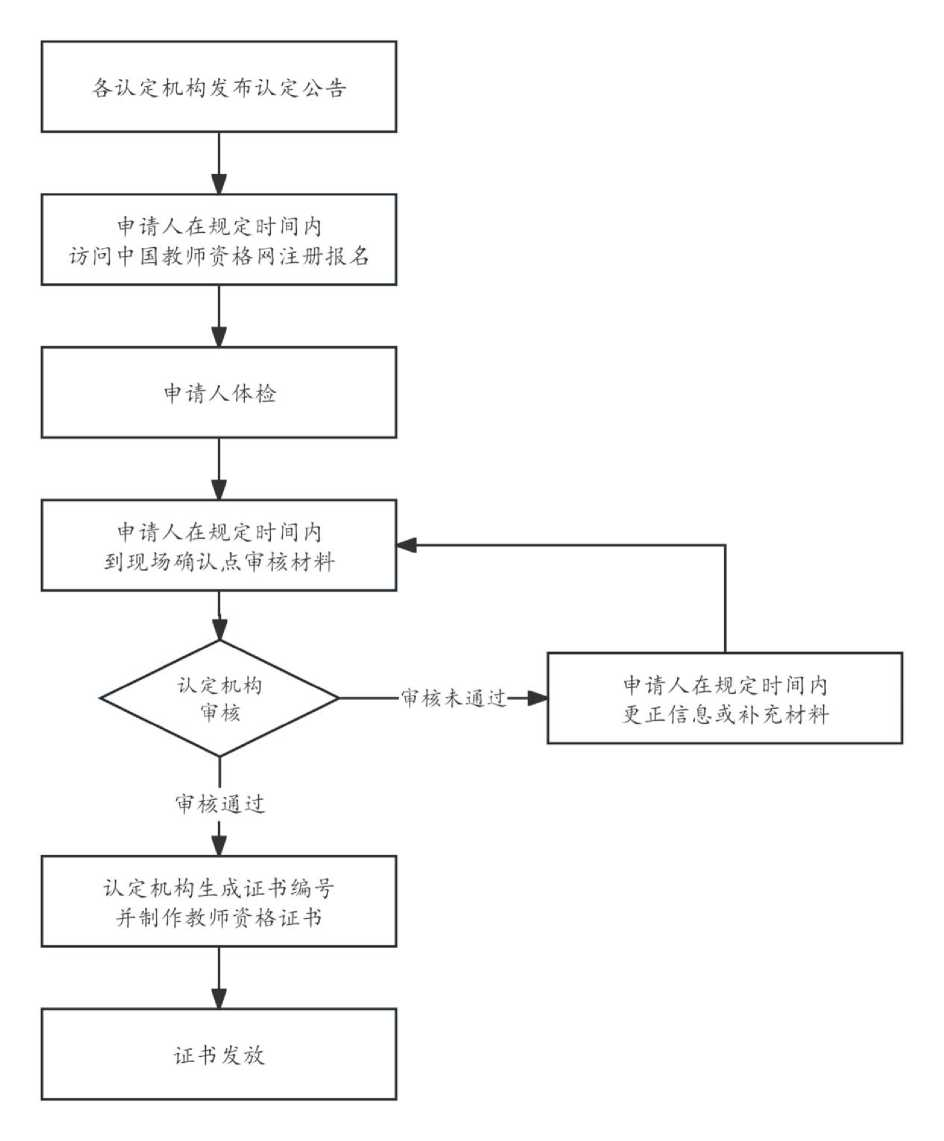 各认定机构发布认定公告
申请人在规定时间内
访问中国教师资格网注册报名
申请人体检
申请人在规定时间内
到现场确认点审核材料
认定机构
审核
审核未通过
申请人在规定时间内
更正信息或补充材料
审核通过
认定机构生成证书编号
并制作教师资格证书
证书发放